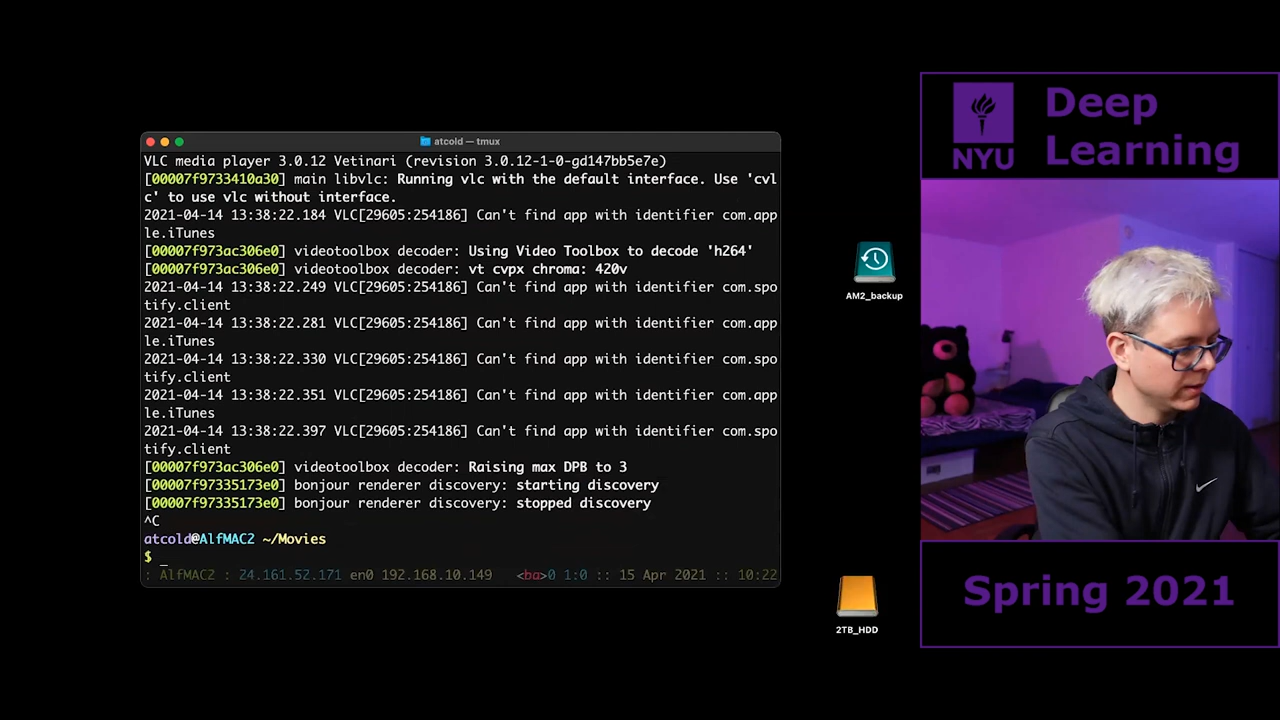 atcold — tmux
VLC media player 3.0.12 Vetinari (revision 3.0.12-1-0-gd147bb5e7e)
[00007f9733410a30] main libvlc: Running vlc with the default interface. Use 'cvl
c' to use vlc without interface.
2021-04-14 13:38:22.184 VLC[29605:254186] Can't find app with identifier com.app
le.iTunes
[00007f973ac306e0] videotoolbox decoder: Using Video Toolbox to decode 'h264'
[00007f973ac306e0] videotoolbox decoder: vt cvpx chroma: 420v
2021-04-14 13:38:22.249 VLC[29605:254186] Can't find app with identifier com.spo
tify.client
2021-04-14 13:38:22.281 VLC[29605:254186] Can't find app with identifier com.app
le.iTunes
2021-04-14 13:38:22.330 VLC[29605:254186] Can't find app with identifier com.spo
tify.client
2021-04-14 13:38:22.351 VLC[29605:254186] Can't find app with identifier com.app
le.iTunes
2021-04-14 13:38:22.397 VLC[29605:254186] Can't find app with identifier com.spo
tify.client
[00007f973ac306e0] videotoolbox decoder: Raising max DPB to 3
[00007f97335173e0] bonjour renderer discovery: starting discovery
[00007f97335173e0] bonjour renderer discovery: stopped discovery
^C
atcold@AlfMAC2 ~/Movies
$ _
: AlfMAC2 : 24.161.52.171 en0 192.168.10.149 <ba>0 1:0 :: 15 Apr 2021 :: 10:22
AM2_backup
2TB_HDD
NYU
Deep
Learning
Spring 2021